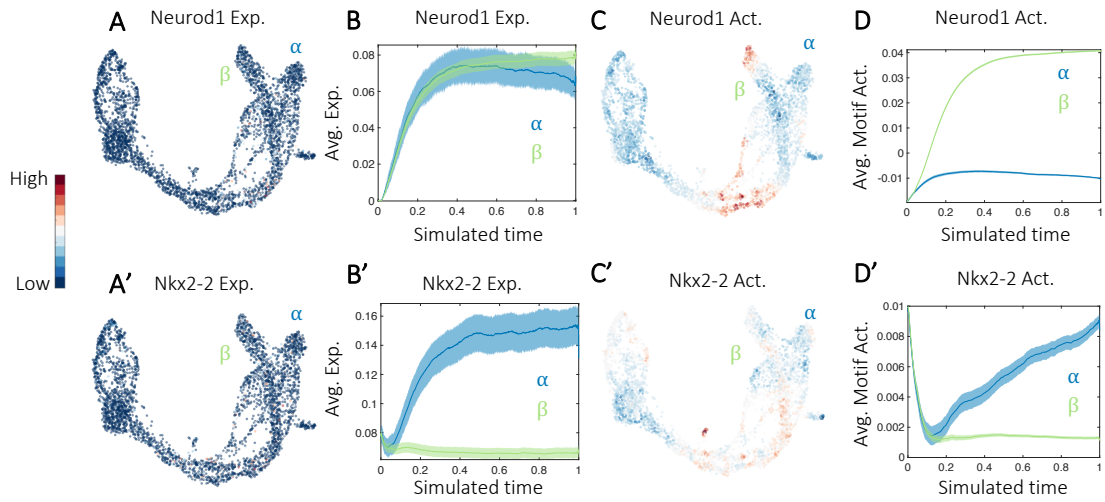 A
Neurod1 Exp.
α
β
High
Low
B
Neurod1 Exp.
Avg. Exp.
0.08
0.06
0.04
0.02
0
α
β
0 0.2 0.4 0.6 0.8 1
Simulated time
C
Neurod1 Act.
α
β
D
Neurod1 Act.
Avg. Motif Act.
0.04
0.03
0.02
0
-0.01
α
β
0 0.2 0.4 0.6 0.8 1
Simulated time
A'
Nkx2-2 Exp.
α
β
B'
Nkx2-2 Exp.
Avg. Exp.
0.16
0.14
0.12
0.1
0.08
α
β
0 0.2 0.4 0.6 0.8 1
Simulated time
C'
Nkx2-2 Act.
α
β
D'
Nkx2-2 Act.
Avg. Motif Act.
0.01
0.008
0.006
0.004
0.002
0
α
β
0 0.2 0.4 0.6 0.8 1
Simulated time